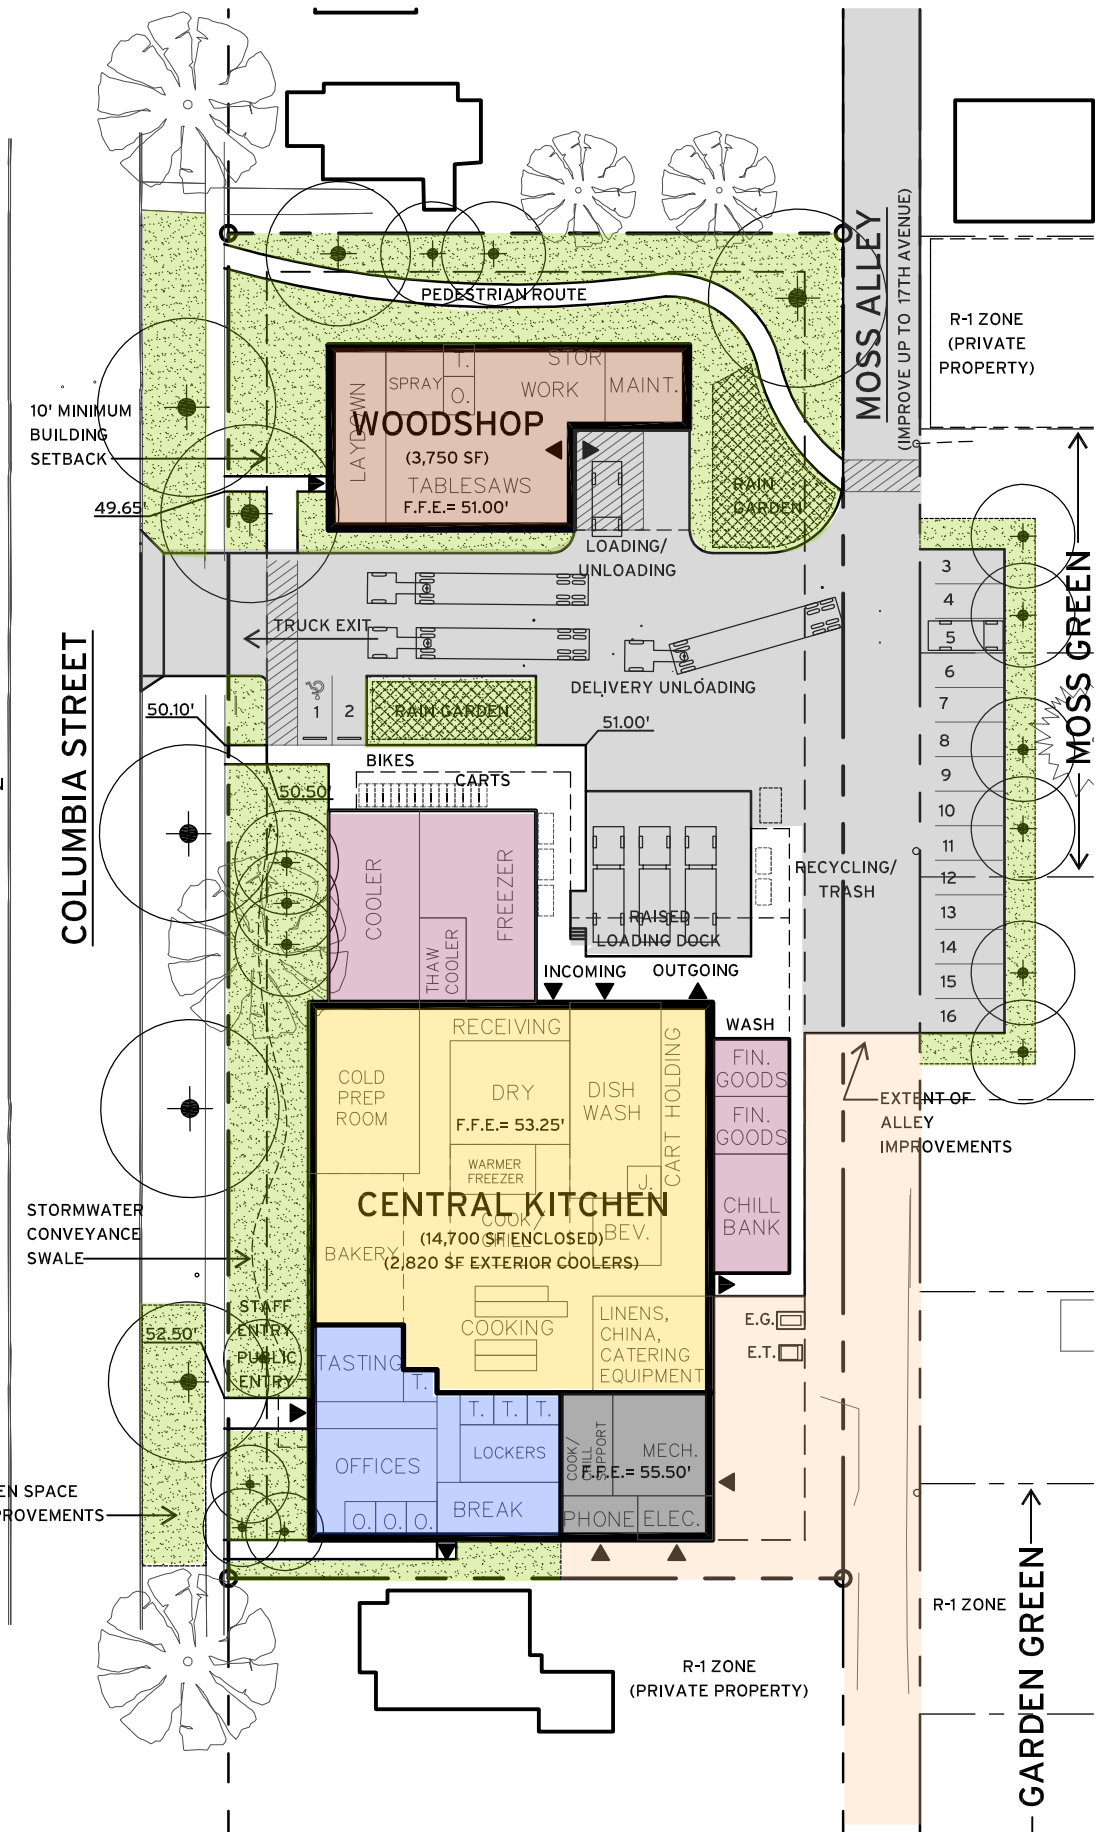 MOSS ALLEY
(IMPROVE UP TO 17TH AVENUE)
PEDESTRIAN ROUTE
R-1 ZONE
(PRIVATE
PROPERTY)
10' MINIMUM
BUILDING
SETBACK
49.65'
LAYDOWN
SPRAY
T.
O.
STOR
WORK
MAINT.
WOODSHOP
(3,750 SF)
TABLESAWS
F.F.E.= 51.00'
RAIN
GARDEN
LOADING/
UNLOADING
TRUCK EXIT
DELIVERY UNLOADING
COLUMBIA STREET
MOSS GREEN
3
4
5
6
7
8
9
10
11
12
13
14
15
16
50.10'
1
2
RAIN GARDEN
51.00'
BIKES
CARTS
50.50'
COOLER
FREEZER
THAW
COOLER
RAISED
LOADING DOCK
RECYCLING/
TRASH
INCOMING
OUTGOING
WASH
RECEIVING
COLD
PREP
ROOM
DRY
DISH
WASH
CART HOLDING
F.F.E.= 53.25'
FIN.
GOODS
FIN.
GOODS
CHILL
BANK
WARMER
FREEZER
J.
EXTENT OF
ALLEY
IMPROVEMENTS
CENTRAL KITCHEN
COOK/
CHILL
BEV.
(14,700 SF ENCLOSED)
(2,820 SF EXTERIOR COOLERS)
BAKERY
STORMWATER
CONVEYANCE
SWALE
STAFF
ENTRY
PUBLIC
ENTRY
52.50'
COOKING
LINENS,
CHINA,
CATERING
EQUIPMENT
E.G.
E.T.
TASTING
T.
T.
T.
T.
OFFICES
LOCKERS
BREAK
O.
O.
O.
COOK/
CHILL
SUPPORT
MECH.
F.F.E.= 55.50'
PHONE
ELEC.
EN SPACE
PROVEMENTS
R-1 ZONE
GARDEN GREEN
R-1 ZONE
(PRIVATE PROPERTY)